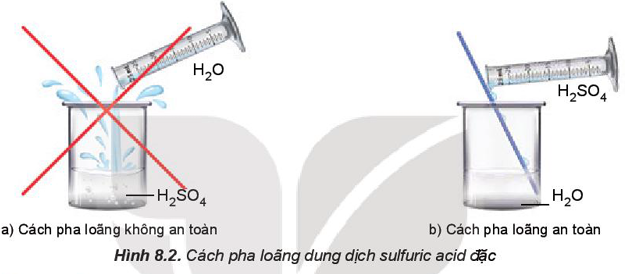 H₂O
H₂SO₄
H₂SO₄
H₂O
a) Cách pha loãng không an toàn
b) Cách pha loãng an toàn
Hình 8.2. Cách pha loãng dung dịch sulfuric acid đặc